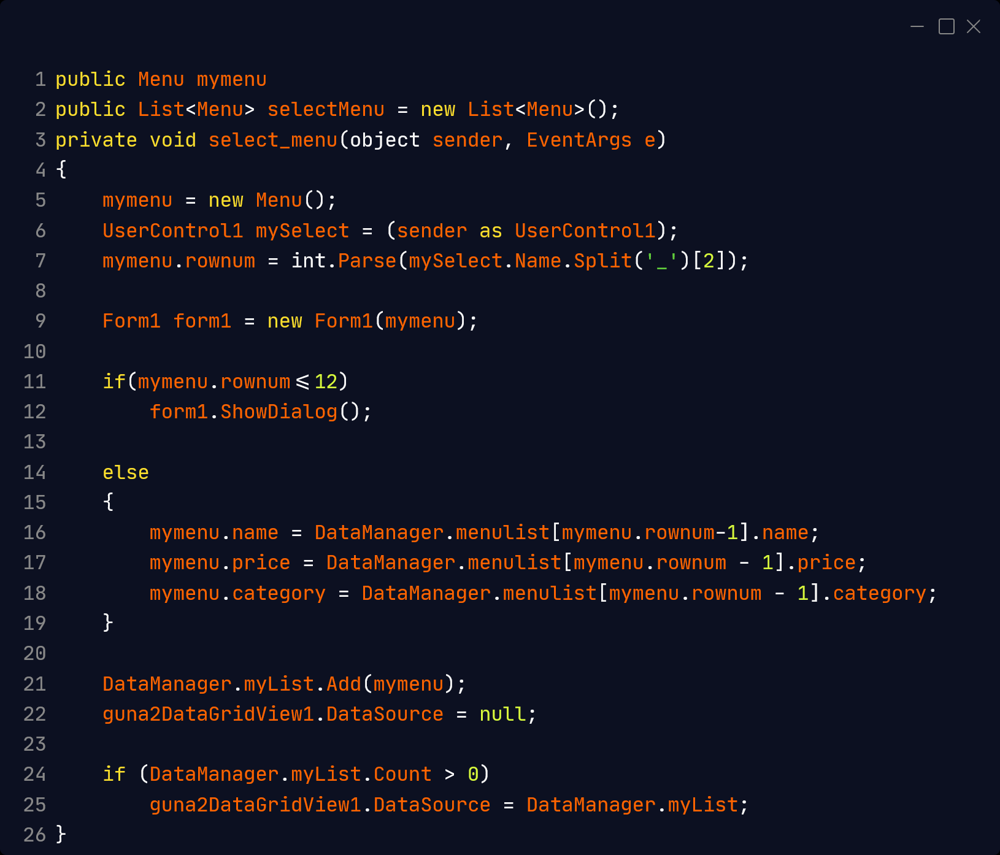 1 public Menu mymenu
2 public List<Menu> selectMenu = new List<Menu>();
3 private void select_menu(object sender, EventArgs e)
4 {
5     mymenu = new Menu();
6     UserControl1 mySelect = (sender as UserControl1);
7     mymenu.rownum = int.Parse(mySelect.Name.Split('_')[2]);
8
9     Form1 form1 = new Form1(mymenu);
10
11     if(mymenu.rownum<=12)
12         form1.ShowDialog();
13
14     else
15     {
16         mymenu.name = DataManager.menulist[mymenu.rownum-1].name;
17         mymenu.price = DataManager.menulist[mymenu.rownum - 1].price;
18         mymenu.category = DataManager.menulist[mymenu.rownum - 1].category;
19     }
20
21     DataManager.myList.Add(mymenu);
22     guna2DataGridView1.DataSource = null;
23
24     if (DataManager.myList.Count > 0)
25         guna2DataGridView1.DataSource = DataManager.myList;
26 }